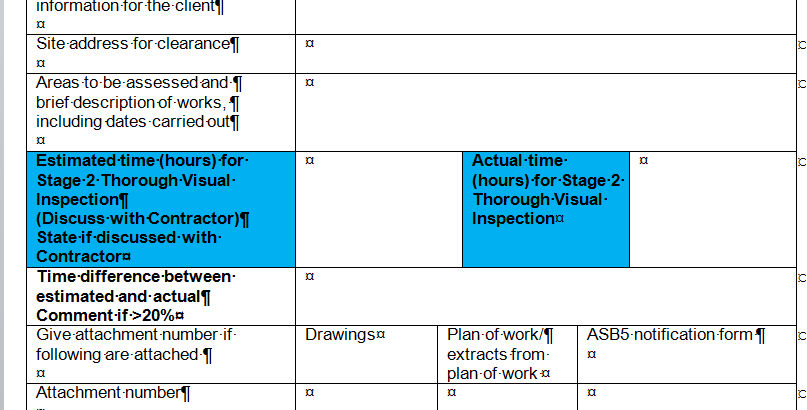 information for the client¶
¤
Site address for clearance¶
¤
¤
¤
Areas to be assessed and ¶
brief description of works, ¶
including dates carried out¶
¤
¤
¤
Estimated time (hours) for
Stage 2 Thorough Visual
Inspection¶
(Discuss with Contractor)¶
State if discussed with
Contractor¤
¤
Actual time
(hours) for Stage 2
Thorough Visual
Inspection¤
¤
¤
Time difference between
estimated and actual¶
Comment if >20%¤
¤
¤
Give attachment number if
following are attached ¶
¤
Drawings¤
Plan of work/¶
extracts from
plan of work ¤
ASB5 notification form ¶
¤
¤
Attachment number¶
¤
¤
¤
¤